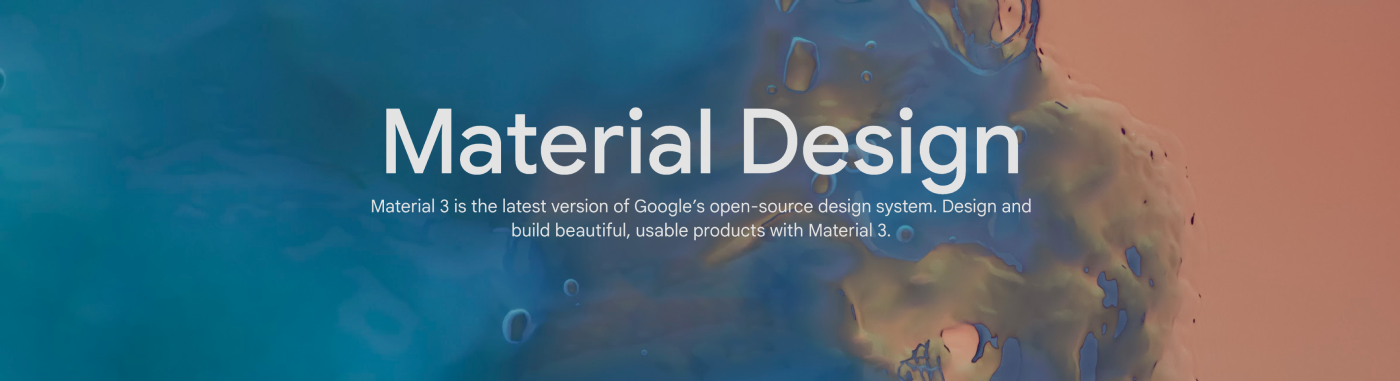 Material Design
Material 3 is the latest version of Google’s open-source design system. Design and
build beautiful, usable products with Material 3.